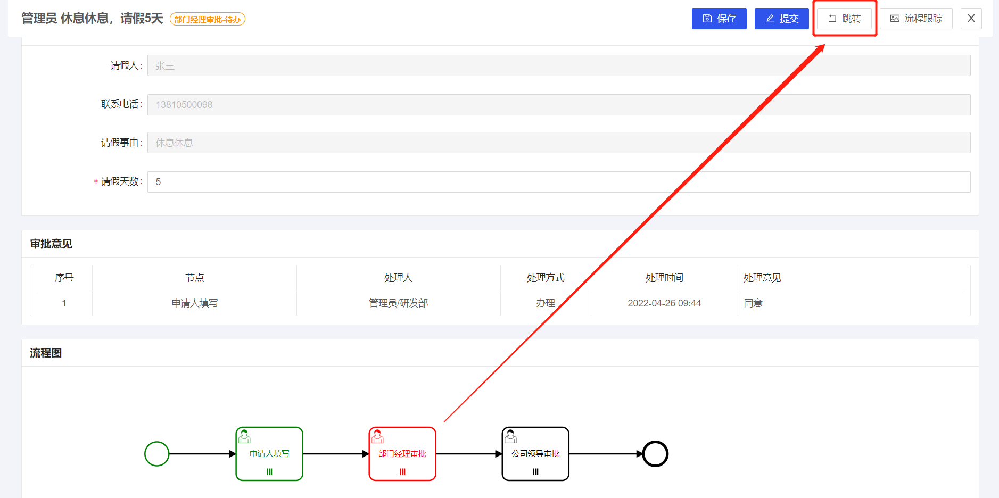 管理员 休息休息，请假5天 部门经理审批-待办 保存 提交 跳转 流程跟踪 X
请假人： 张三
联系电话： 13810500098
请假事由： 休息休息
* 请假天数： 5
审批意见
序号 节点 处理人 处理方式 处理时间 处理意见
1 申请人填写 管理员/研发部 办理 2022-04-26 09:44 同意
流程图
申请人填写 部门经理审批 公司领导审批